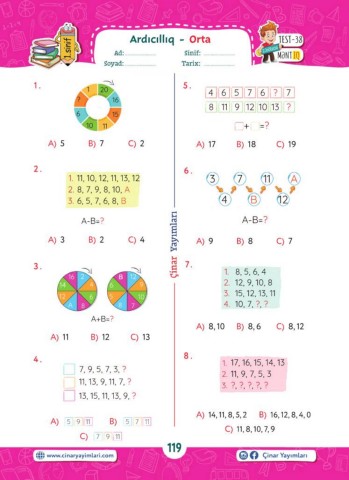 Ardıcıllıq - Orta
1.sinif
Ad:
Sinif:
Soyad:
Tarix:
TEST-38
MƏNTİQ
1.
1 20
7 16
? 15
6 10 11
A) 5 B) 7 C) 2
2.
1. 11, 10, 12, 11, 13, 12
2. 8, 7, 9, 8, 10, A
3. 6, 5, 7, 6, 8, B
A-B=?
A) 3 B) 2 C) 4
3.
A+B=?
A) 11 B) 12 C) 13
4.
7, 9, 5, 7, 3, ?
11, 13, 9, 11, 7, ?
13, 15, 11, 13, 9, ?
A) 5 9 11 B) 5 7 11
C) 7 9 11
Çinar Yayımları
5.
4 6 5 7 6 ? 7
8 11 9 12 10 13 ?
+ =?
A) 17 B) 18 C) 19
6.
3 7 11 A
4 B 12
A-B=?
A) 9 B) 8 C) 7
7.
1. 8, 5, 6, 4
2. 12, 9, 10, 8
3. 15, 12, 13, 11
4. 10, 7, ?, ?
A) 8, 10 B) 8, 6 C) 8, 12
8.
1. 17, 16, 15, 14, 13
2. 11, 9, 7, 5, 3
3. ?, ?, ?, ?, ?
A) 14, 11, 8, 5, 2 B) 16, 12, 8, 4, 0
C) 11, 8, 10, 7, 9
www.cinaryayimlari.com
119
Çinar Yayımları